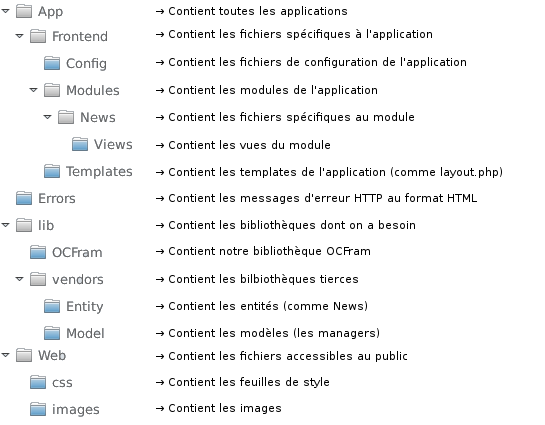 App → Contient toutes les applications
Frontend → Contient les fichiers spécifiques à l'application
Config → Contient les fichiers de configuration de l'application
Modules → Contient les modules de l'application
News → Contient les fichiers spécifiques au module
Views → Contient les vues du module
Templates → Contient les templates de l'application (comme layout.php)
Errors → Contient les messages d'erreur HTTP au format HTML
lib → Contient les bibliothèques dont on a besoin
OCFram → Contient notre bibliothèque OCFram
vendors → Contient les bilbiothèques tierces
Entity → Contient les entités (comme News)
Model → Contient les modèles (les managers)
Web → Contient les fichiers accessibles au public
css → Contient les feuilles de style
images → Contient les images